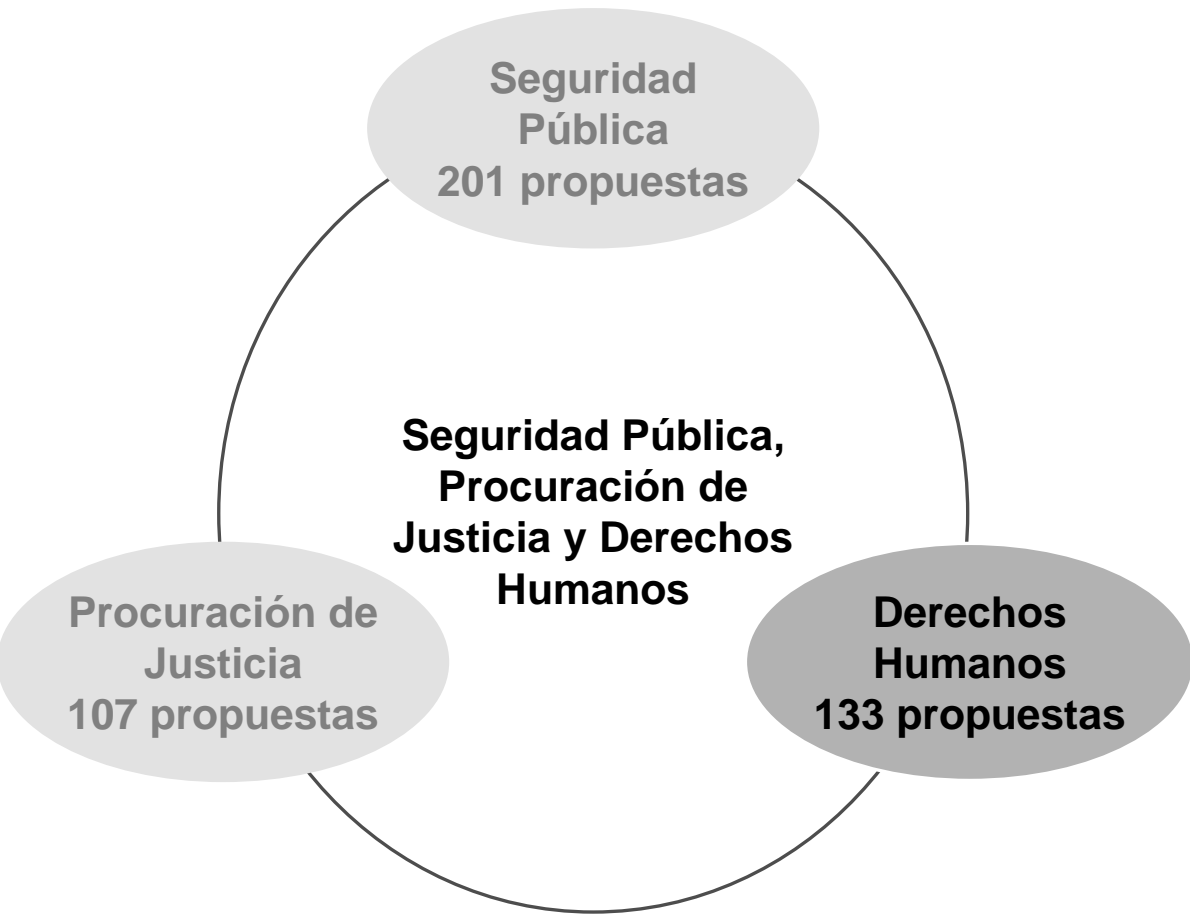 Seguridad
Pública
201 propuestas
Seguridad Pública,
Procuración de
Justicia y Derechos
Humanos
Procuración de
Justicia
107 propuestas
Derechos
Humanos
133 propuestas